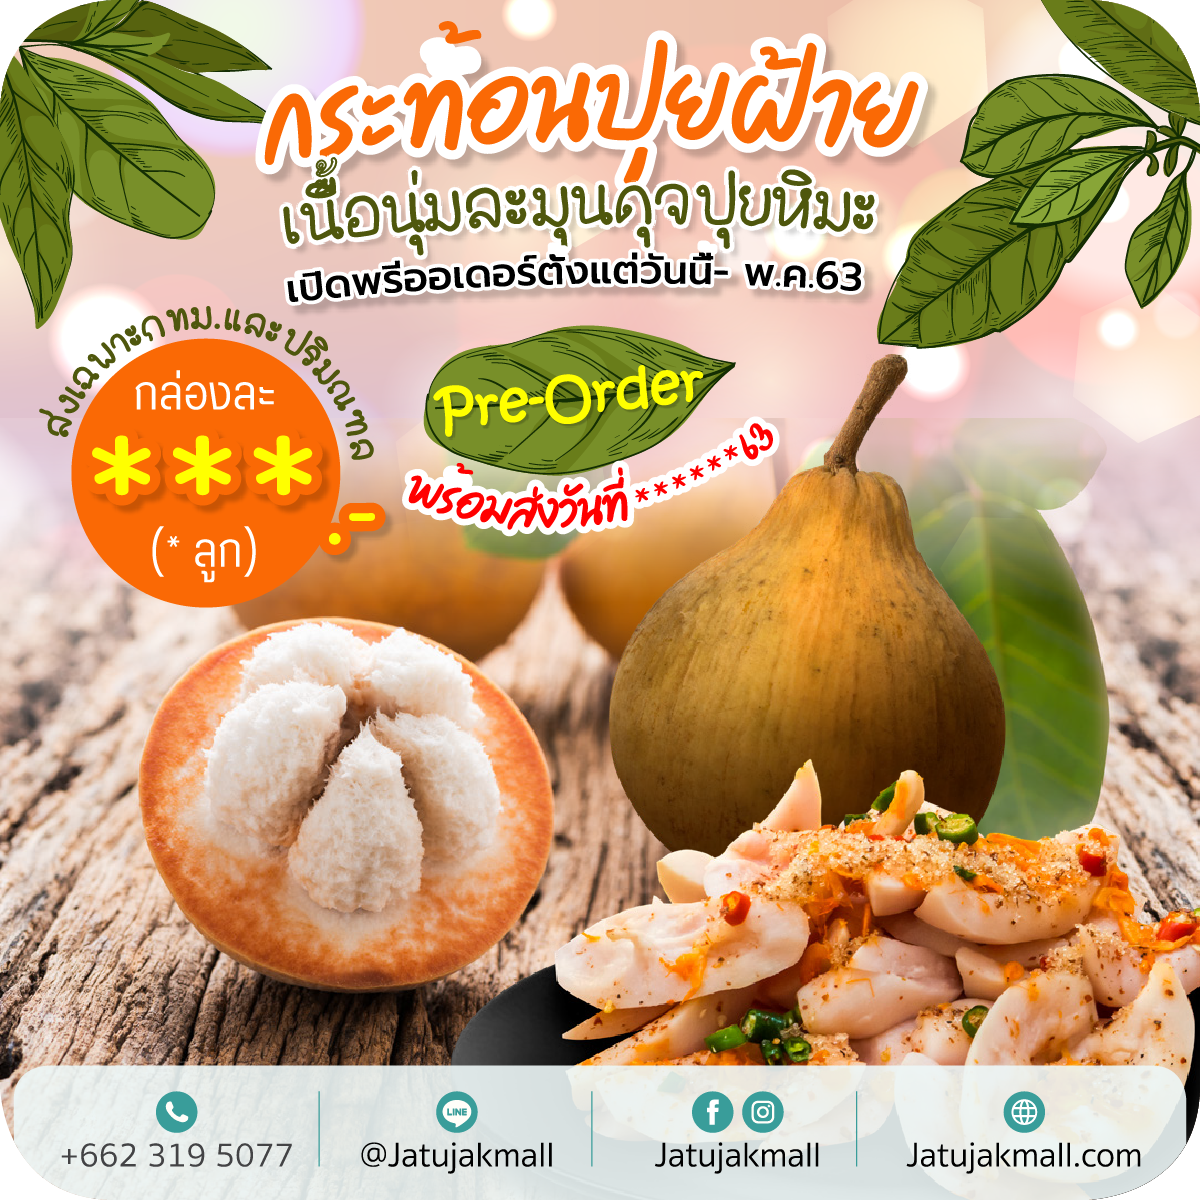 กระท้อนปุยฝ้าย
เนื้อนุ่มละมุนดุจปุยหิมะ
เปิดพรีออเดอร์ตั้งแต่วันนี้- พ.ค.63
ส่งเฉพาะกทม.และปริมณฑล
กล่องละ
***.-
(* ลูก)
Pre-Order
พร้อมส่งวันที่ ******63
+662 319 5077
LINE
@Jatujakmall
Jatujakmall
Jatujakmall.com